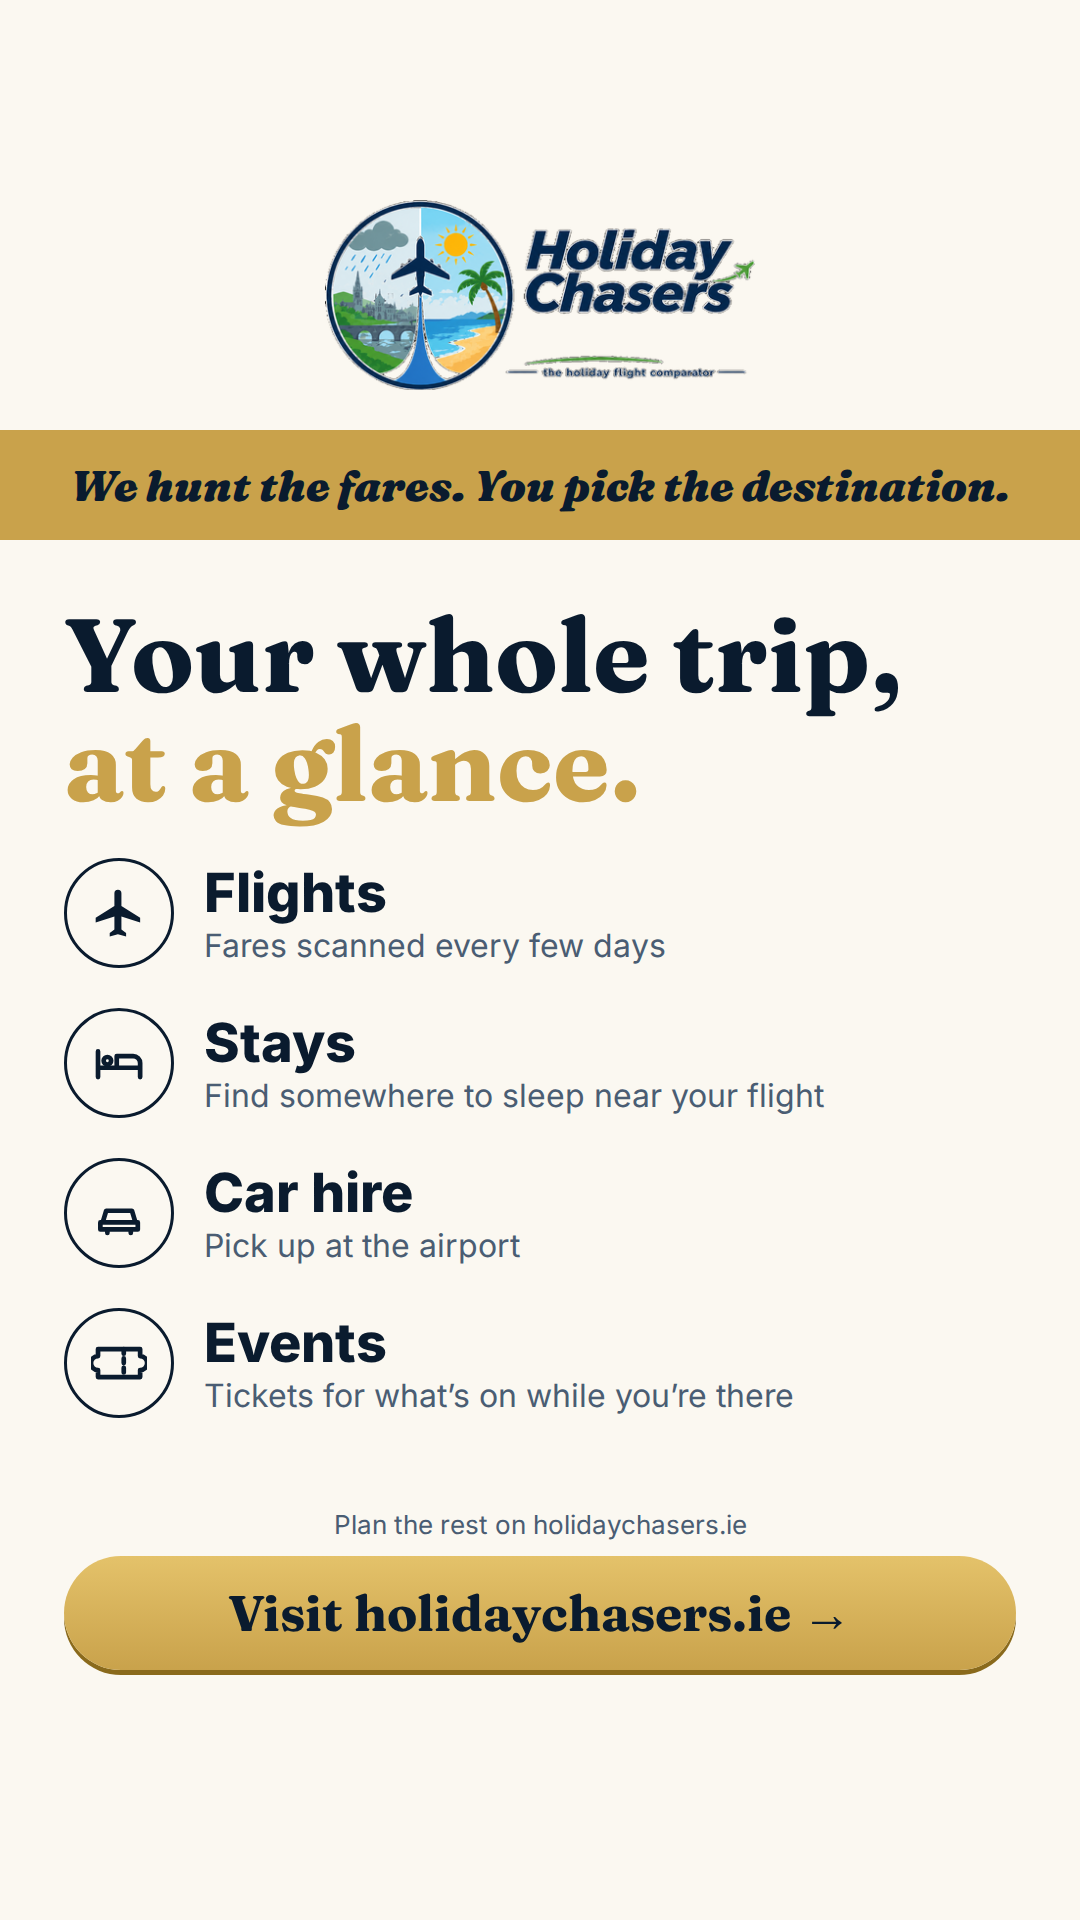 Holiday
Chasers
the holiday flight comparator
We hunt the fares. You pick the destination.
Your whole trip,
at a glance.
Flights
Fares scanned every few days
Stays
Find somewhere to sleep near your flight
Car hire
Pick up at the airport
Events
Tickets for what’s on while you’re there
Plan the rest on holidaychasers.ie
Visit holidaychasers.ie →